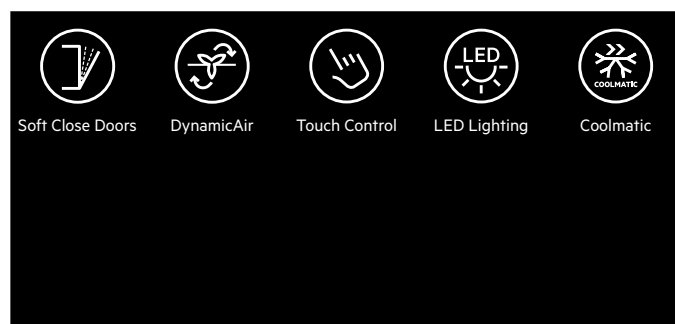 LED
COOLMATIC
Soft Close Doors
DynamicAir
Touch Control
LED Lighting
Coolmatic